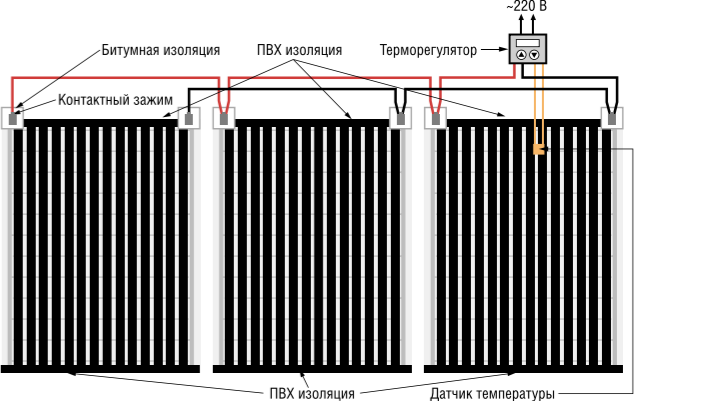 ~220 В
Битумная изоляция
ПВХ изоляция
Терморегулятор
Контактный зажим
ПВХ изоляция
Датчик температуры